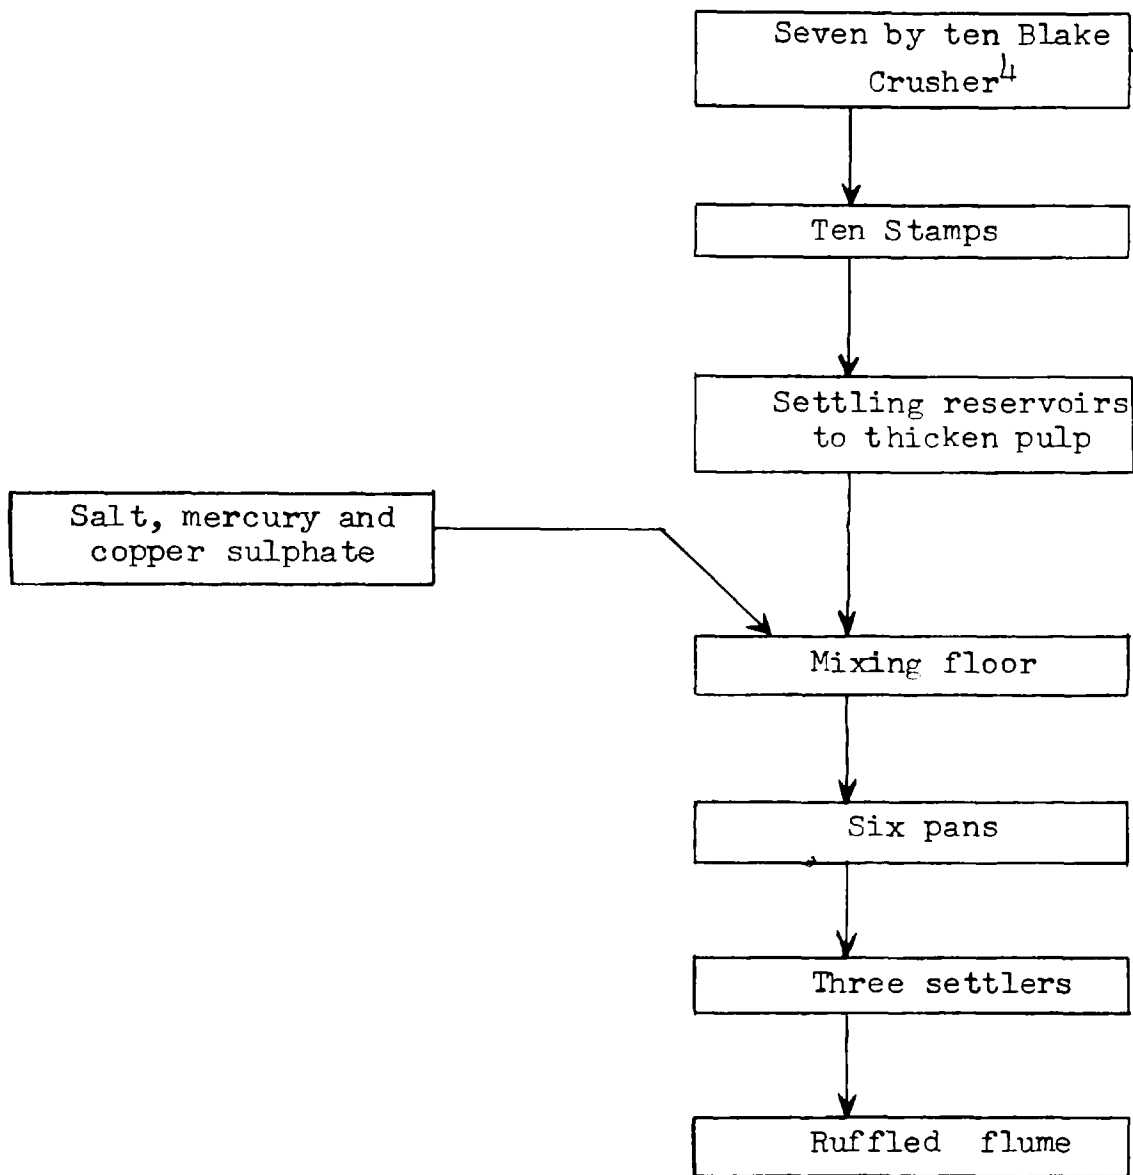 Seven by ten Blake
Crusher4
Ten Stamps
Settling reservoirs
to thicken pulp
Salt, mercury and
copper sulphate
Mixing floor
Six pans
Three settlers
Ruffled flume